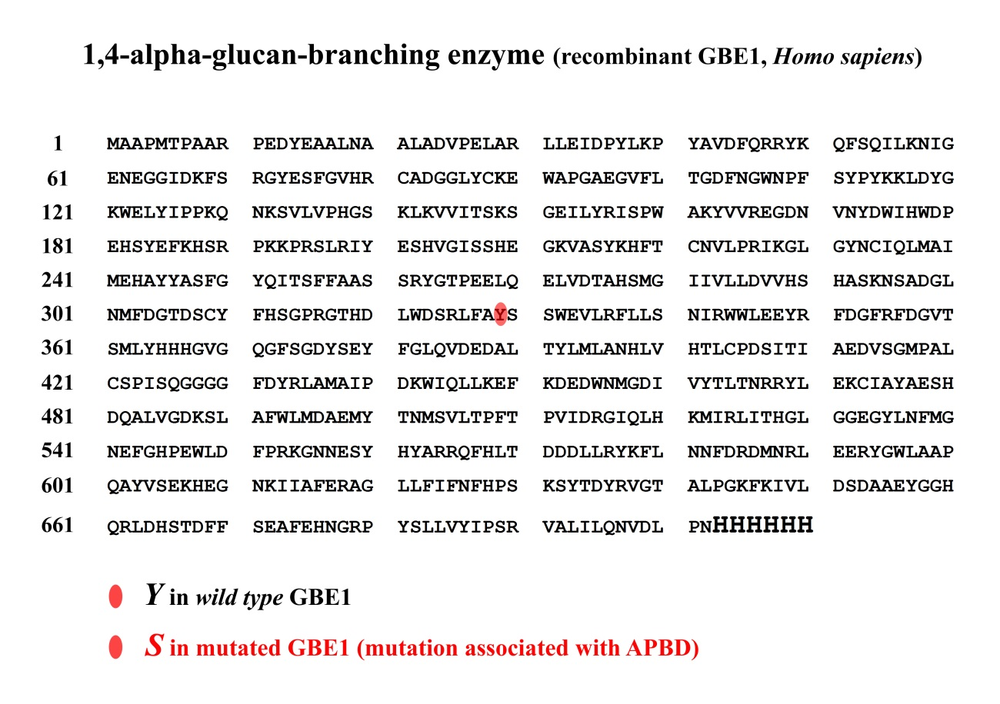 1,4-alpha-glucan-branching enzyme (recombinant GBE1, Homo sapiens)
1 MAAPMTPAAR PEDYEAALNA ALADVPELAR LLEIDPYLKP YAVDFQRRYK QFSQILKNIG
61 ENEGGIDKFS RGYESFGVHR CADGGLYCKE WAPGAEGVFL TGDFNGWNPF SYPYKKLDYG
121 KWELYIPPKQ NKSVLVPHGS KLKVVITSKS GEILYRISPW AKYVVREGDN VNYDWIHWDP
181 EHSYEFKHSR PKKPRSLRIY ESHVGISSHE GKVASYKHFT CNVLPRIKGL GYNCIQLMAI
241 MEHAYYASFG YQITSFFAAS SRYGTPEELQ ELVDTAHSMG IIVLLDVVHS HASKNSADGL
301 NMFDGTDSCY FHSGPRGTHD LWDSRLFAYS SWEVLRFLLS NIRWWLEEYR FDGFRFDGVT
361 SMLYHHHGVG QGFSGDYSEY FGLQVDEDAL TYLMLANHLV HTLCPDSITI AEDVSGMPAL
421 CSPISQGGGG FDYRLAMAIP DKWIQLLKEF KDEDWNMGDI VYTLTNRRYL EKCIAYAESH
481 DQALVGDKSL AFWLMDAEMY TNMSVLTPFT PVIDRGIQLH KMIRLITHGL GGEGYLNFMG
541 NEFGHPEWLD FPRKGNNESY HYARRQFHLT DDDLLRYKFL NNFDRDMNRL EERYGWLAAP
601 QAYVSEKHEG NKIIAFERAG LLFIFNFHPS KSYTDYRVGT ALPGKFKIVL DSDAAEYGGH
661 QRLDHSTDFF SEAFEHNGRP YSLLVYIPSR VALILQNVDL PNHHHHHH
Y in wild type GBE1
S in mutated GBE1 (mutation associated with APBD)